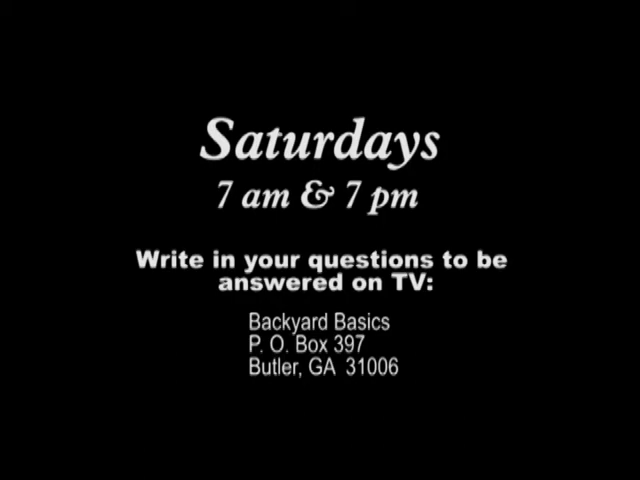 Saturdays
7 am & 7 pm
Write in your questions to be
answered on TV:
Backyard Basics
P. O. Box 397
Butler, GA 31006